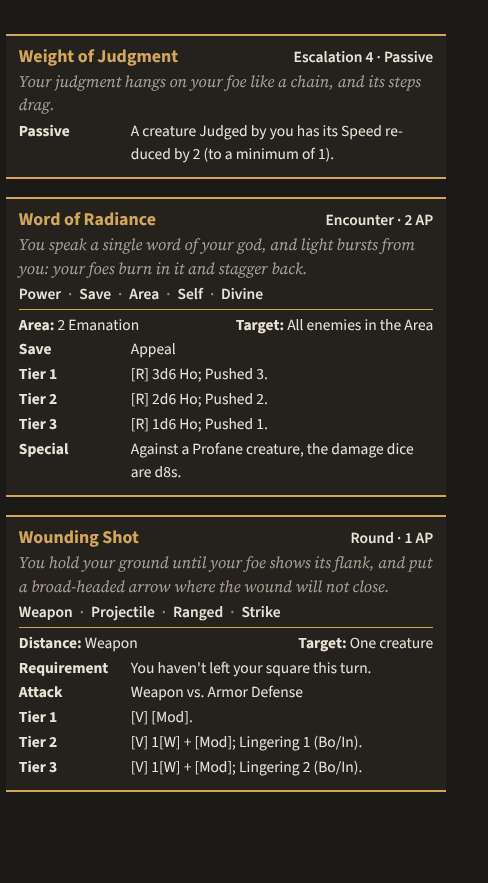 Weight of Judgment Escalation 4 · Passive
Your judgment hangs on your foe like a chain, and its steps
drag.
Passive A creature Judged by you has its Speed re-
duced by 2 (to a minimum of 1).
Word of Radiance Encounter · 2 AP
You speak a single word of your god, and light bursts from
you: your foes burn in it and stagger back.
Power · Save · Area · Self · Divine
Area: 2 Emanation Target: All enemies in the Area
Save Appeal
Tier 1 [R] 3d6 Ho; Pushed 3.
Tier 2 [R] 2d6 Ho; Pushed 2.
Tier 3 [R] 1d6 Ho; Pushed 1.
Special Against a Profane creature, the damage dice
are d8s.
Wounding Shot Round · 1 AP
You hold your ground until your foe shows its flank, and put
a broad-headed arrow where the wound will not close.
Weapon · Projectile · Ranged · Strike
Distance: Weapon Target: One creature
Requirement You haven't left your square this turn.
Attack Weapon vs. Armor Defense
Tier 1 [V] [Mod].
Tier 2 [V] 1[W] + [Mod]; Lingering 1 (Bo/In).
Tier 3 [V] 1[W] + [Mod]; Lingering 2 (Bo/In).